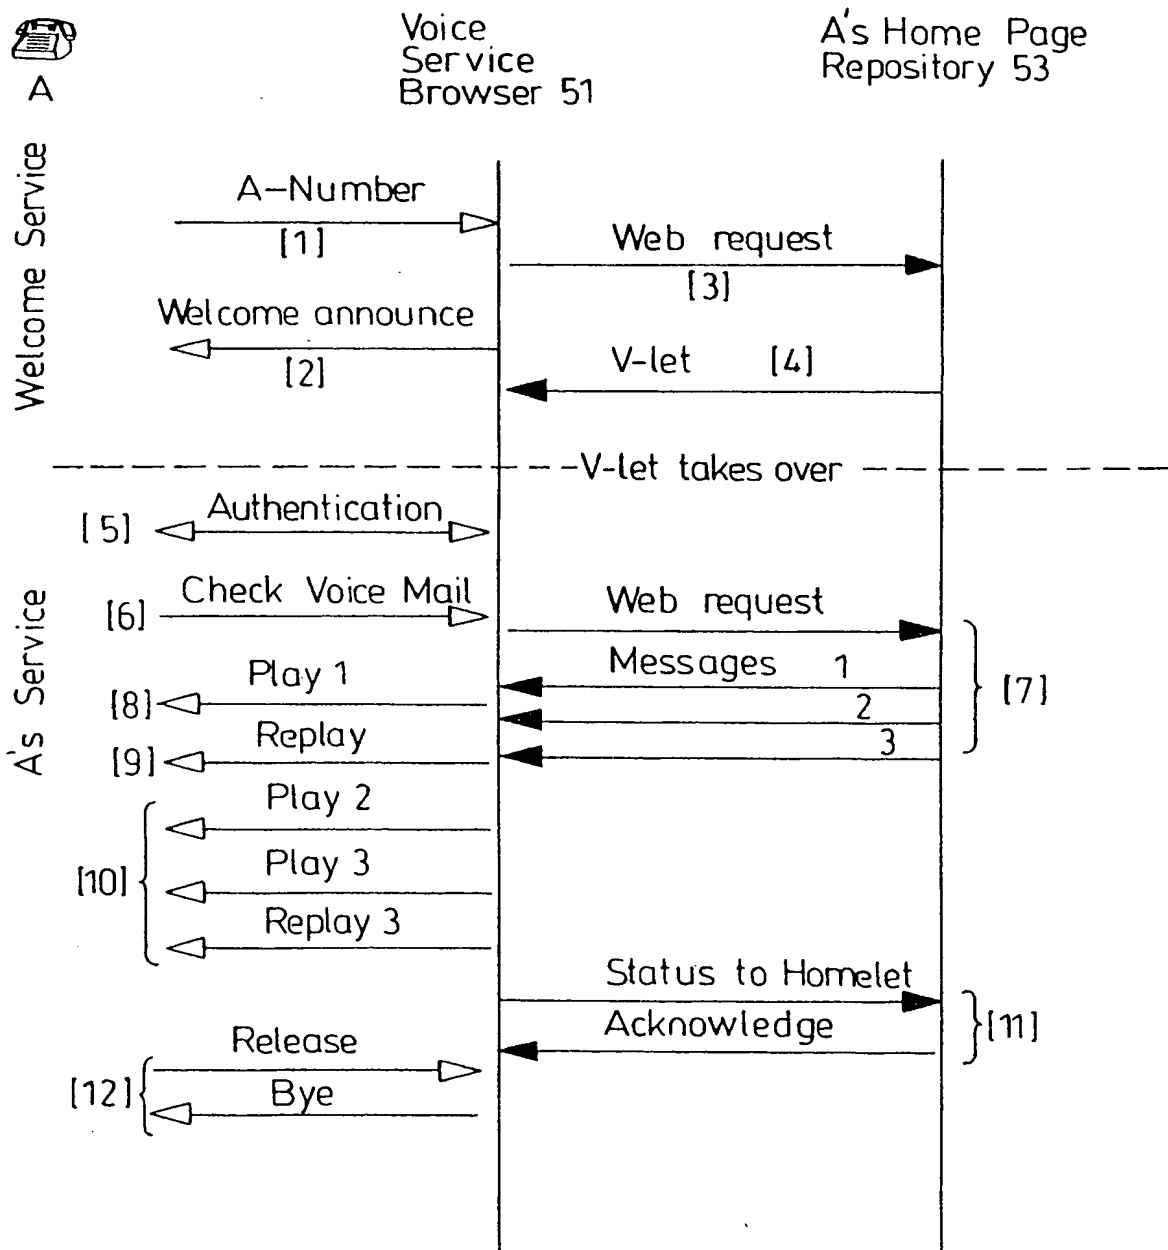 A
Voice
Service
Browser 51
A's Home Page
Repository 53
Welcome Service
A-Number
[1]
Web request
[3]
Welcome announce
[2]
V-let [4]
V-let takes over
A's Service
[5] Authentication
[6] Check Voice Mail
Web request
Messages 1
2
3
[7]
Play 1
[8]
Replay
[9]
Play 2
Play 3
Replay 3
[10]
Status to Homelet
Acknowledge
[11]
Release
Bye
[12]